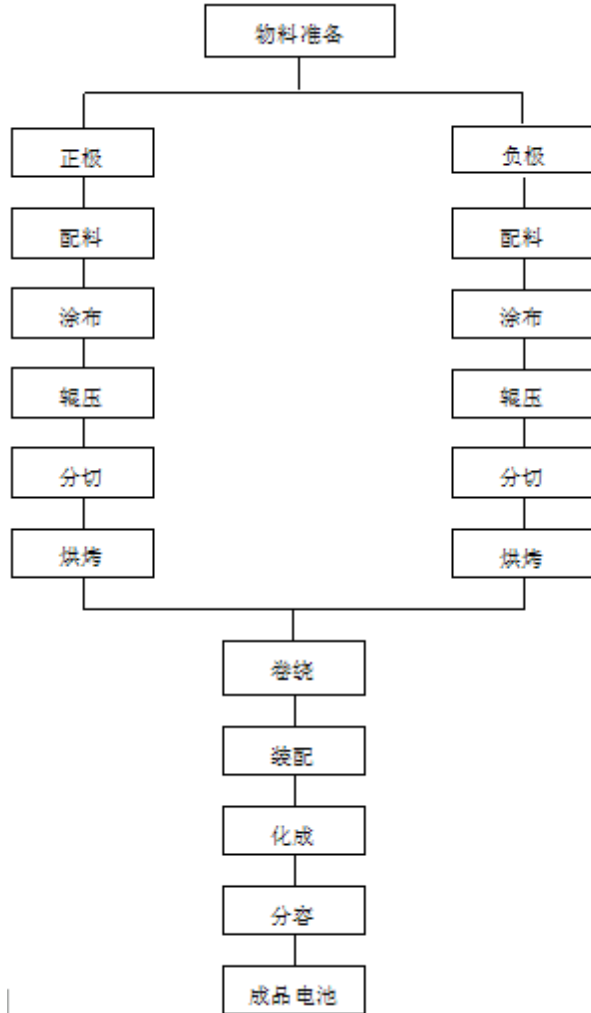 物料准备
正极
负极
配料
配料
涂布
涂布
辊压
辊压
分切
分切
烘烤
烘烤
卷绕
装配
化成
分容
成品电池